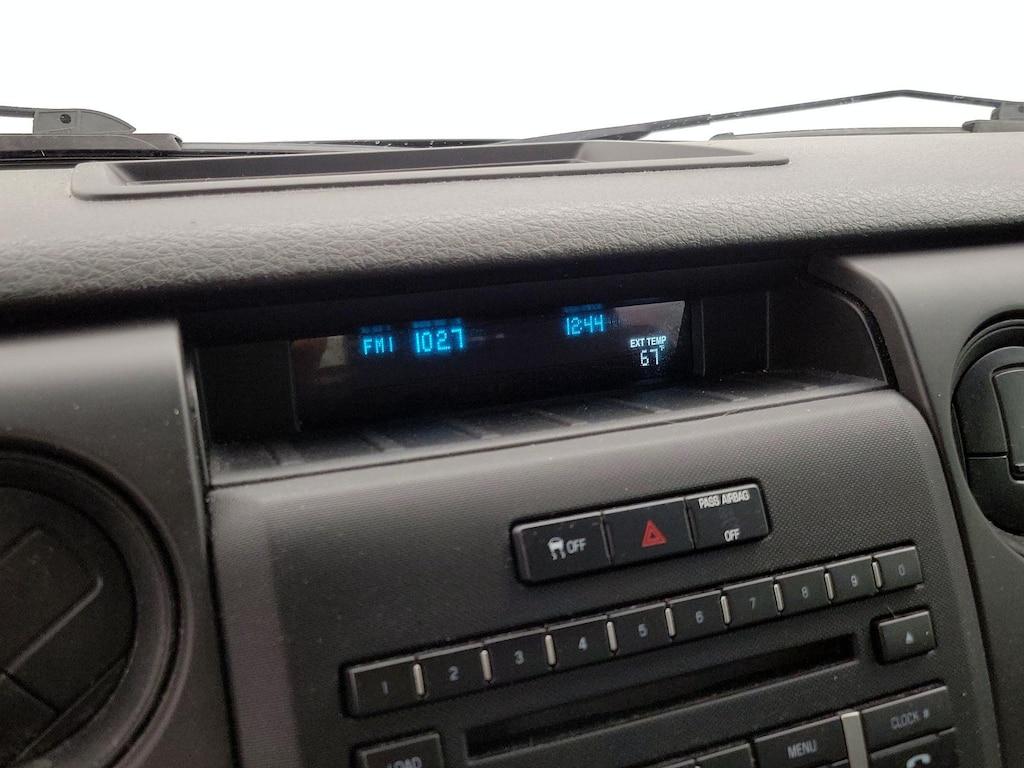 FM1 102.7 12:44
EXT TEMP
67°F
PASS AIRBAG
OFF
OFF
1 2 3 4 5 6 7 8 9 0
LOAD
MENU
CLOCK